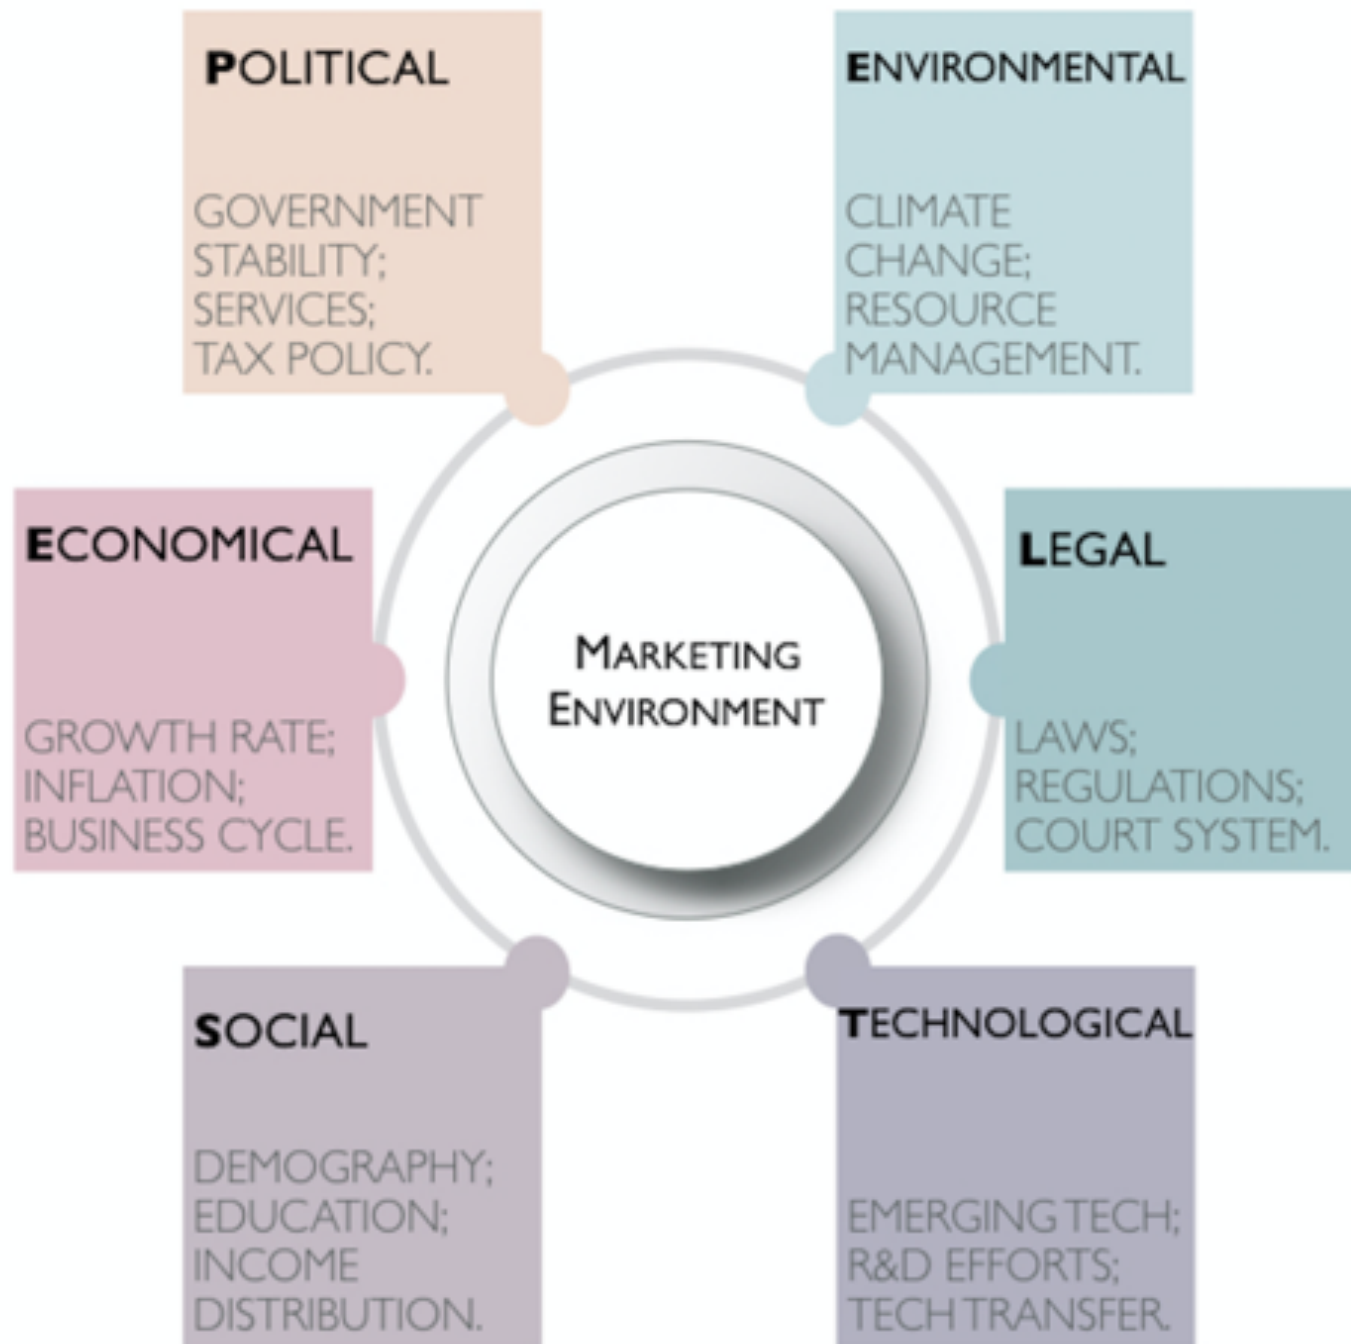 POLITICAL
GOVERNMENT
STABILITY;
SERVICES;
TAX POLICY.
ENVIRONMENTAL
CLIMATE
CHANGE;
RESOURCE
MANAGEMENT.
ECONOMICAL
GROWTH RATE;
INFLATION;
BUSINESS CYCLE.
MARKETING
ENVIRONMENT
LEGAL
LAWS;
REGULATIONS;
COURT SYSTEM.
SOCIAL
DEMOGRAPHY;
EDUCATION;
INCOME
DISTRIBUTION.
TECHNOLOGICAL
EMERGING TECH;
R&D EFFORTS;
TECH TRANSFER.